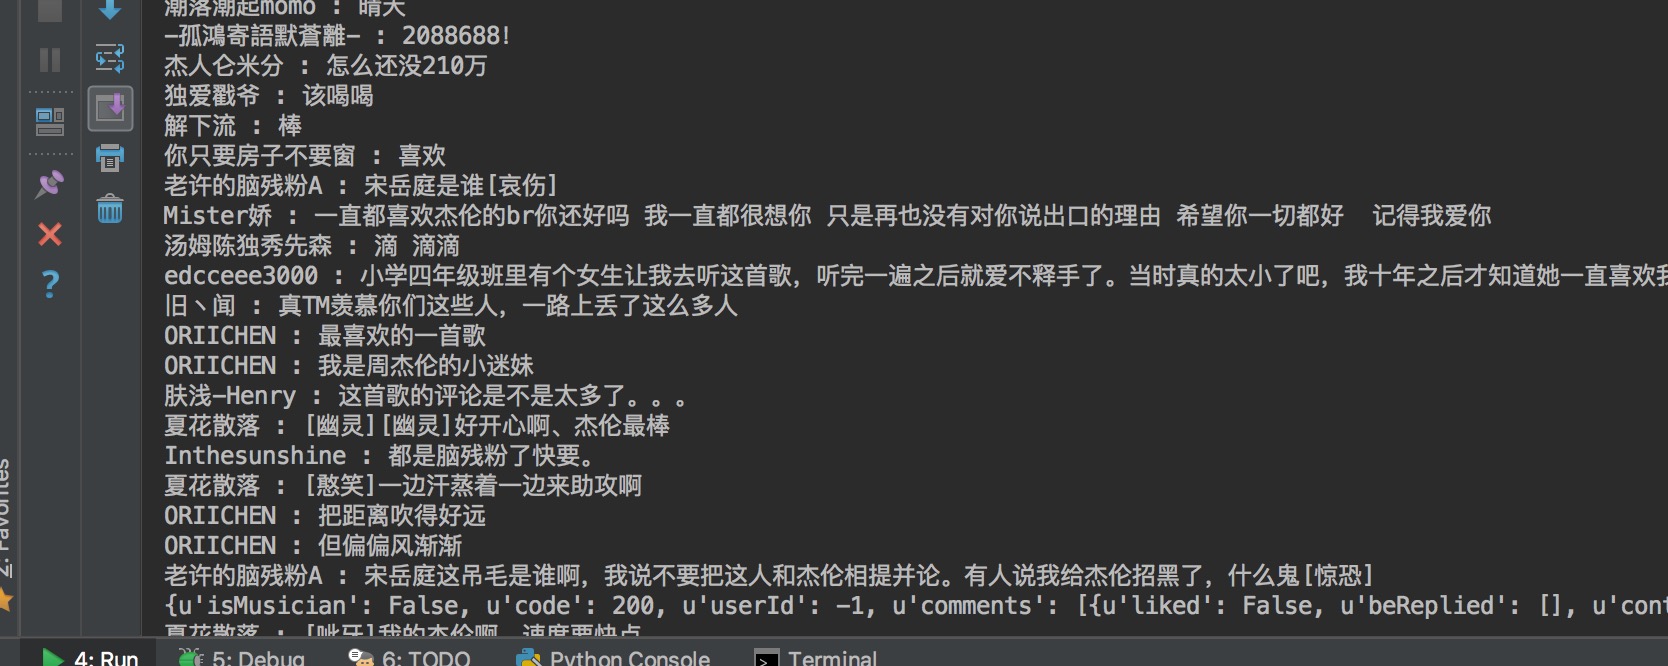 潮落潮起momo : 晴天
-孤鴻寄語默蒼離- : 2088688!
杰人仑米分 : 怎么还没210万
独爱戳爷 : 该喝喝
解下流 : 棒
你只要房子不要窗 : 喜欢
老许的脑残粉A : 宋岳庭是谁[哀伤]
Mister娇 : 一直都喜欢杰伦的br你还好吗 我一直都很想你 只是再也没有对你说出口的理由 希望你一切都好  记得我爱你
汤姆陈独秀先森 : 滴 滴滴
edcceee3000 : 小学四年级班里有个女生让我去听这首歌，听完一遍之后就爱不释手了。当时真的太小了吧，我十年之后才知道她一直喜欢我
旧丶闻 : 真TM羡慕你们这些人，一路上丢了这么多人
ORIICHEN : 最喜欢的一首歌
ORIICHEN : 我是周杰伦的小迷妹
肤浅-Henry : 这首歌的评论是不是太多了。。。
夏花散落 : [幽灵][幽灵]好开心啊、杰伦最棒
Inthesunshine : 都是脑残粉了快要。
夏花散落 : [憨笑]一边汗蒸着一边来助攻啊
ORIICHEN : 把距离吹得好远
ORIICHEN : 但偏偏风渐渐
老许的脑残粉A : 宋岳庭这吊毛是谁啊，我说不要把这人和杰伦相提并论。有人说我给杰伦招黑了，什么鬼[惊恐]
{u'isMusician': False, u'code': 200, u'userId': -1, u'comments': [{u'liked': False, u'beReplied': [], u'cont
夏花散落 : [呲牙]我的杰伦啊、速度要快点
2: Favorites
4: Run 5: Debug 6: TODO Python Console Terminal